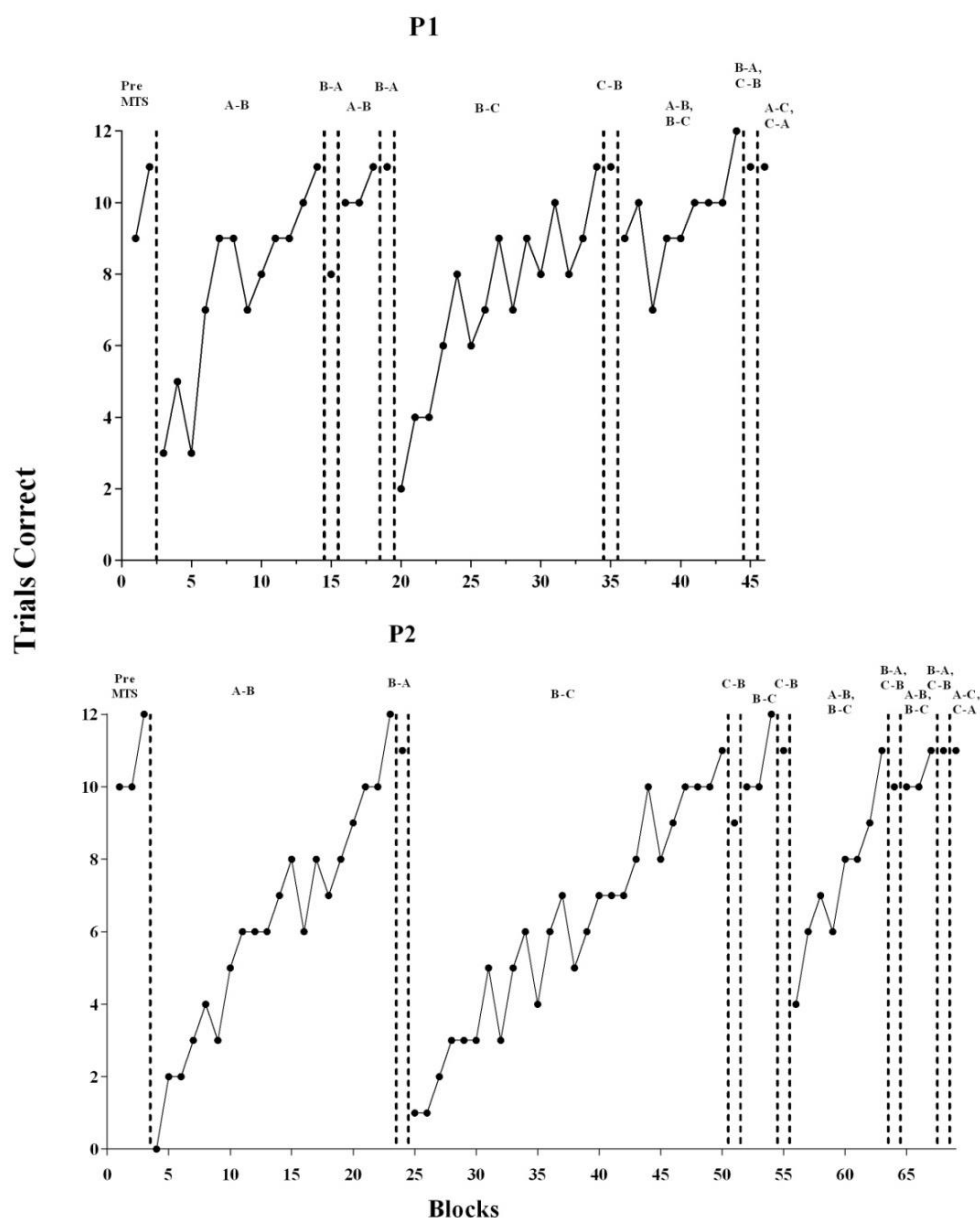 P1
Pre
MTS
A-B
B-A
A-B
B-A
B-C
C-B
A-B,
B-C
B-A,
C-B
A-C,
C-A
12
10
8
6
4
2
0
0 5 10 15 20 25 30 35 40 45
Trials Correct
P2
Pre
MTS
A-B
B-A
B-C
C-B
B-C
C-B
A-B,
B-C
B-A,
C-B
A-B,
B-C
B-A,
C-B
A-C,
C-A
12
10
8
6
4
2
0
5 10 15 20 25 30 35 40 45 50 55 60 65
Blocks